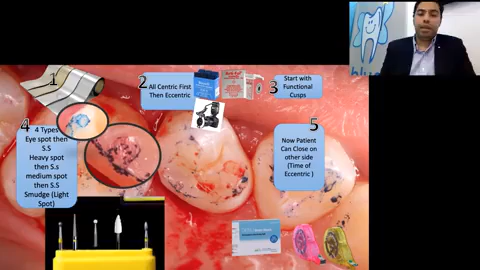 1
2
All Centric First
Then Eccentric
3
Start with
Functional
Cusps
4
4 Types
Eye spot then
S.S
Heavy spot
then S.s
medium spot
then S.S
Smudge (Light
Spot)
5
Now Patient
Can Close on
other side
(Time of
Eccentric )